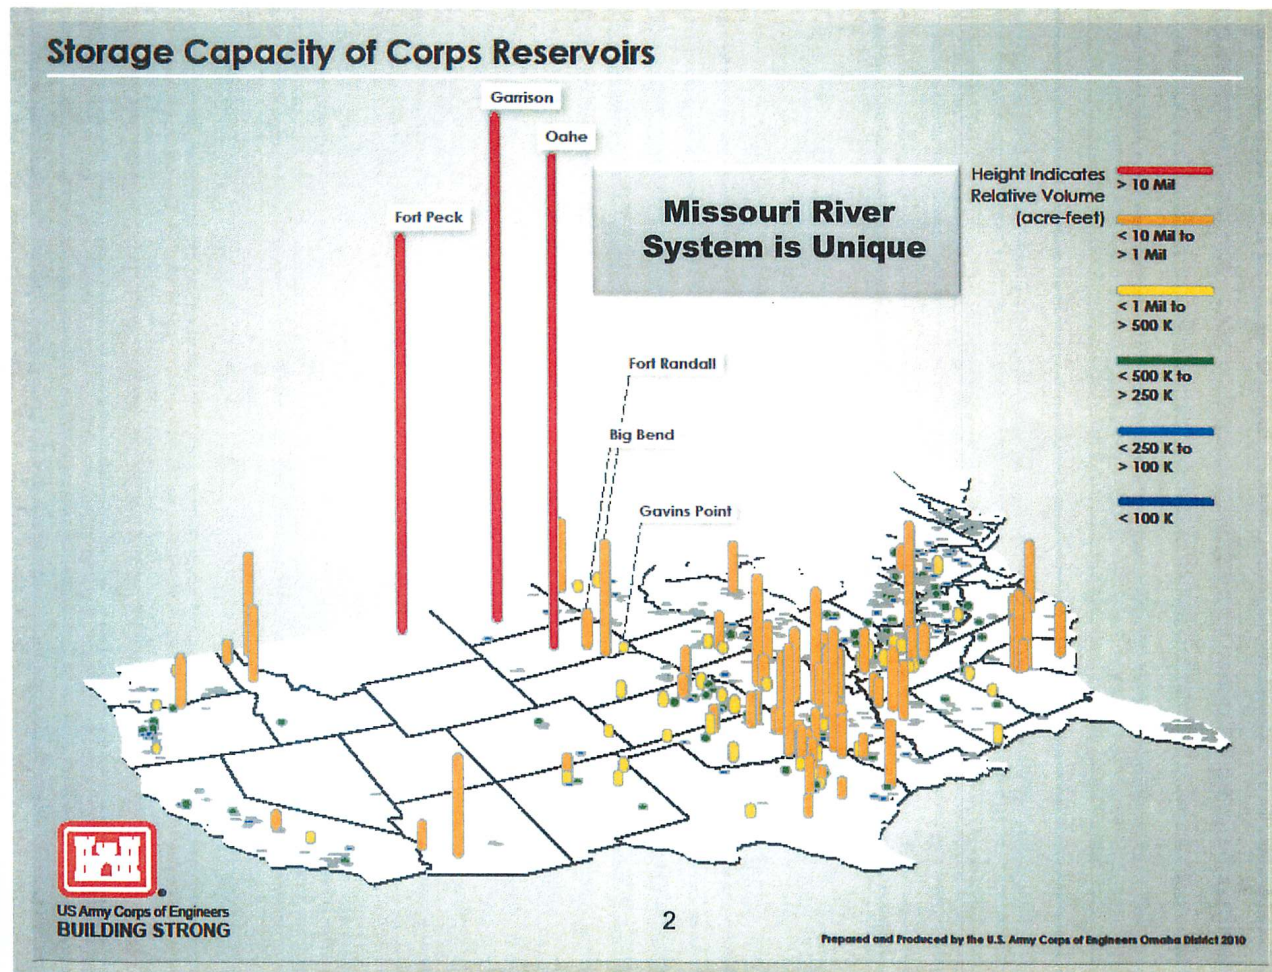 Storage Capacity of Corps Reservoirs
Garrison
Oahe
Fort Peck
Missouri River
System is Unique
Height Indicates
Relative Volume
(acre-feet)
> 10 Mil
< 10 Mil to
> 1 Mil
< 1 Mil to
> 500 K
< 500 K to
> 250 K
< 250 K to
> 100 K
< 100 K
Fort Randall
Big Bend
Gavins Point
US Army Corps of Engineers
BUILDING STRONG
2
Prepared and Produced by the U.S. Army Corps of Engineers Omaha District 2010